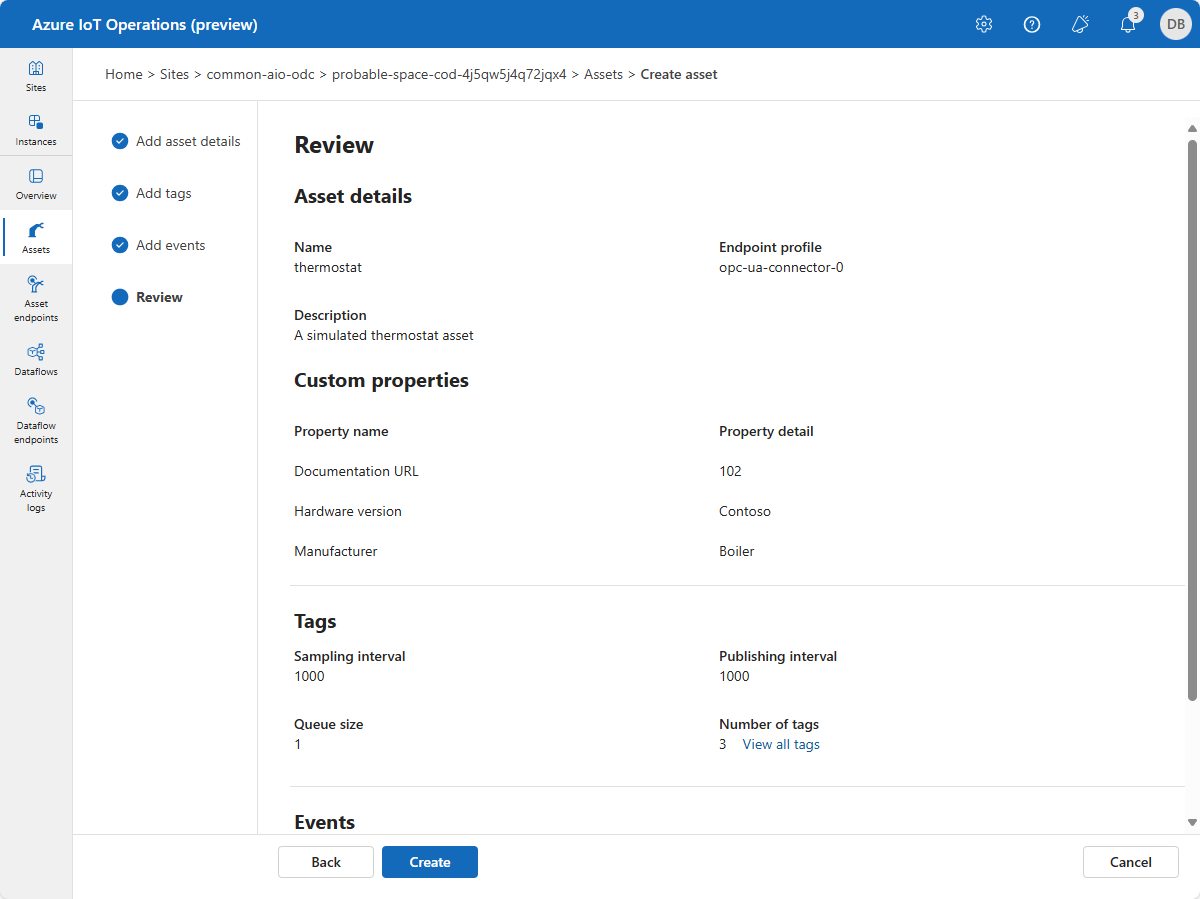 Azure IoT Operations (preview)
3
DB
Sites
Instances
Overview
Assets
Asset
endpoints
Dataflows
Dataflow
endpoints
Activity
logs
Home > Sites > common-aio-odc > probable-space-cod-4j5qw5j4q72jqx4 > Assets > Create asset
Add asset details
Add tags
Add events
Review
Review
Asset details
Name
thermostat
Endpoint profile
opc-ua-connector-0
Description
A simulated thermostat asset
Custom properties
Property name
Property detail
Documentation URL
102
Hardware version
Contoso
Manufacturer
Boiler
Tags
Sampling interval
1000
Publishing interval
1000
Queue size
1
Number of tags
3 View all tags
Events
Back
Create
Cancel